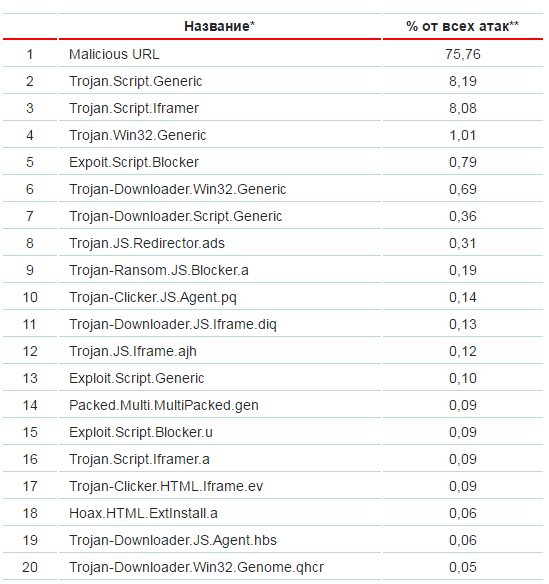 Название* % от всех атак**
1 Malicious URL 75,76
2 Trojan.Script.Generic 8,19
3 Trojan.Script.Iframer 8,08
4 Trojan.Win32.Generic 1,01
5 Expoit.Script.Blocker 0,79
6 Trojan-Downloader.Win32.Generic 0,69
7 Trojan-Downloader.Script.Generic 0,36
8 Trojan.JS.Redirector.ads 0,31
9 Trojan-Ransom.JS.Blocker.a 0,19
10 Trojan-Clicker.JS.Agent.pq 0,14
11 Trojan-Downloader.JS.Iframe.diq 0,13
12 Trojan.JS.Iframe.ajh 0,12
13 Exploit.Script.Generic 0,10
14 Packed.Multi.MultiPacked.gen 0,09
15 Exploit.Script.Blocker.u 0,09
16 Trojan.Script.Iframer.a 0,09
17 Trojan-Clicker.HTML.Iframe.ev 0,09
18 Hoax.HTML.ExtInstall.a 0,06
19 Trojan-Downloader.JS.Agent.hbs 0,06
20 Trojan-Downloader.Win32.Genome.qhcr 0,05